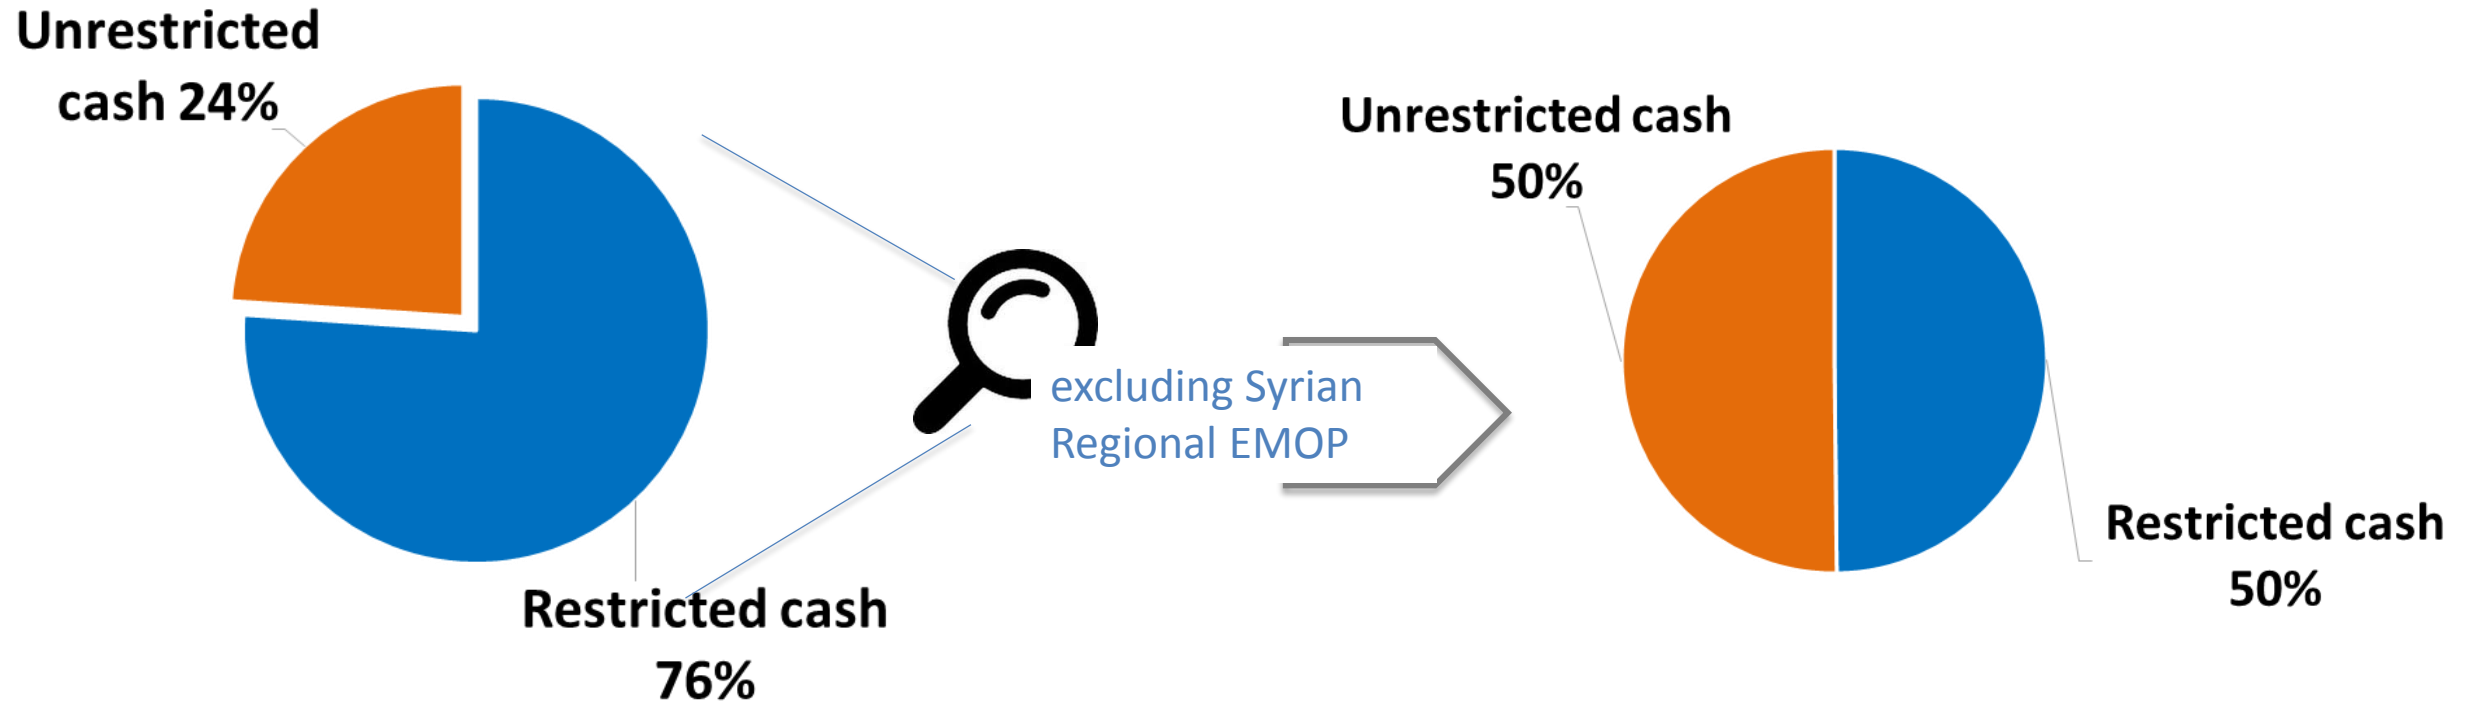 Unrestricted
cash 24%
Restricted cash
76%
excluding Syrian
Regional EMOP
Unrestricted cash
50%
Restricted cash
50%